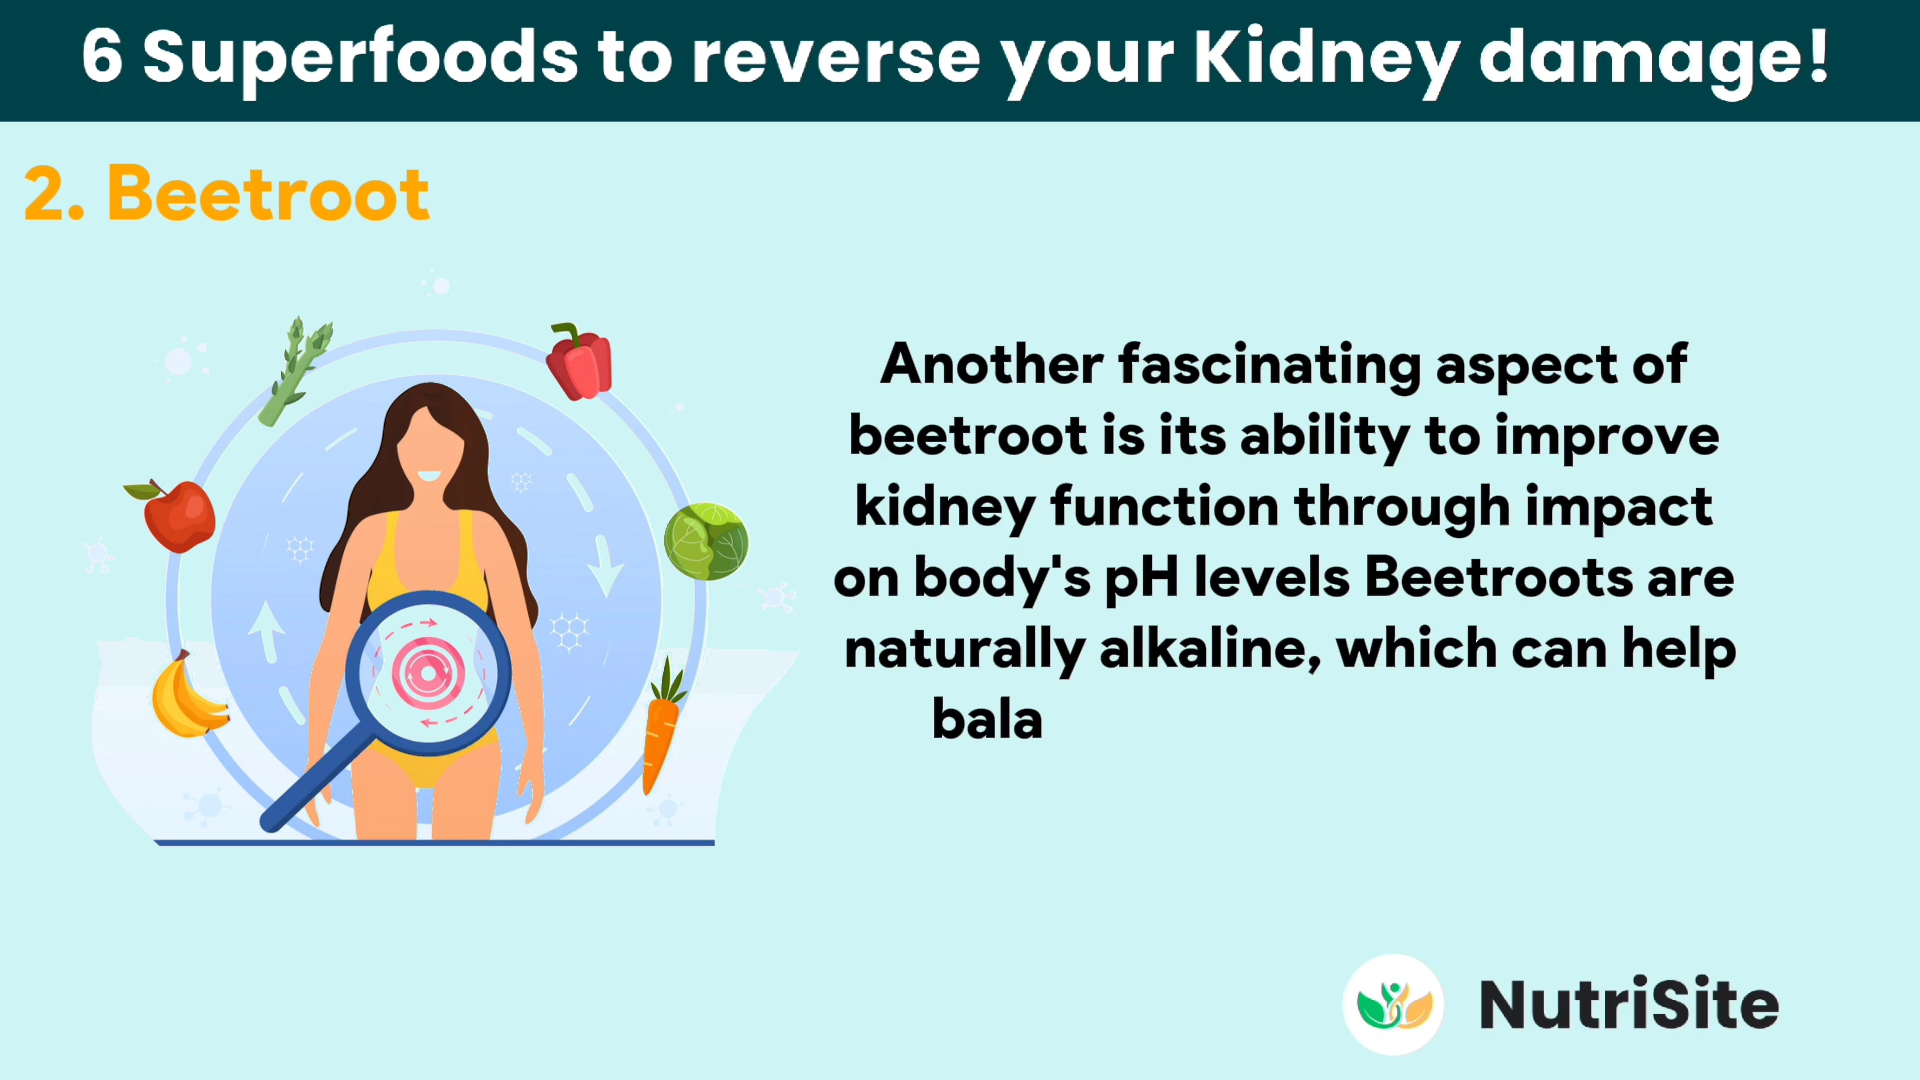 6 Superfoods to reverse your Kidney damage!
2. Beetroot
Another fascinating aspect of
beetroot is its ability to improve
kidney function through impact
on body's pH levels Beetroots are
naturally alkaline, which can help
bala
NutriSite